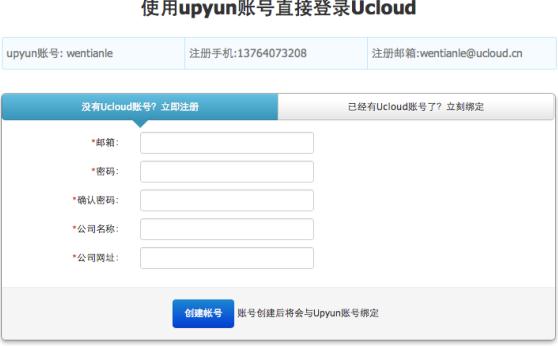 使用upyun账号直接登录Ucloud
upyun账号: wentianle 注册手机:13764073208 注册邮箱:wentianle@ucloud.cn
没有Ucloud账号？立即注册 已经有Ucloud账号了？立刻绑定
*邮箱:
*密码:
*确认密码:
*公司名称:
*公司网址:
创建帐号 账号创建后将会与Upyun账号绑定